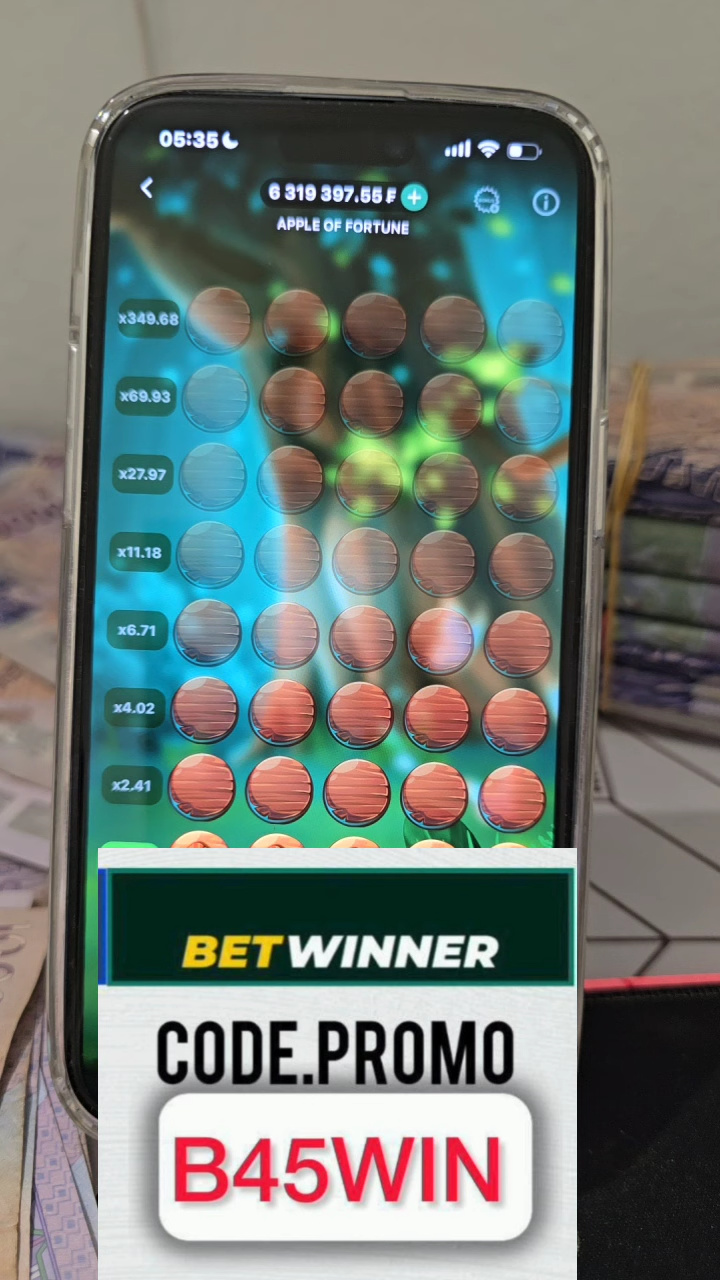 05:35
6 319 397.55 ₣
APPLE OF FORTUNE
x349.68
x69.93
x27.97
x11.18
x6.71
x4.02
x2.41
BETWINNER
CODE.PROMO
B45WIN